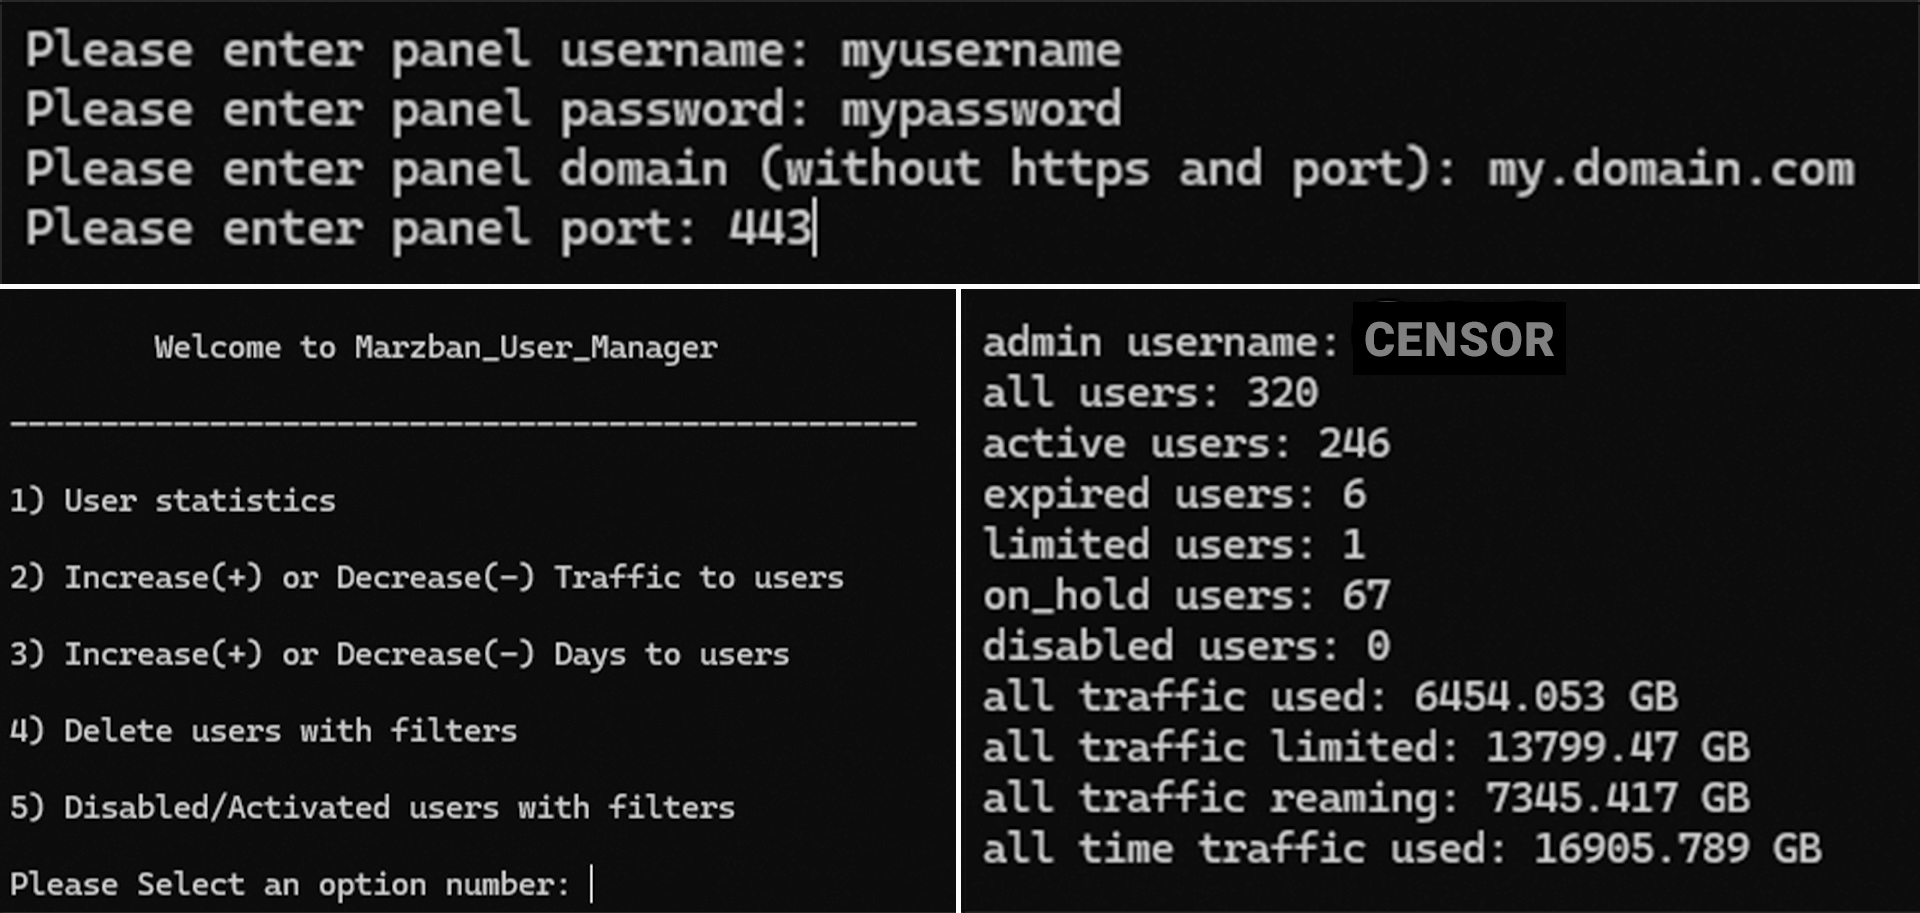 Please enter panel username: myusername
Please enter panel password: mypassword
Please enter panel domain (without https and port): my.domain.com
Please enter panel port: 443
Welcome to Marzban_User_Manager
--------------------------------------------------
1) User statistics
2) Increase(+) or Decrease(-) Traffic to users
3) Increase(+) or Decrease(-) Days to users
4) Delete users with filters
5) Disabled/Activated users with filters
Please Select an option number:
admin username: CENSOR
all users: 320
active users: 246
expired users: 6
limited users: 1
on_hold users: 67
disabled users: 0
all traffic used: 6454.053 GB
all traffic limited: 13799.47 GB
all traffic reaming: 7345.417 GB
all time traffic used: 16905.789 GB